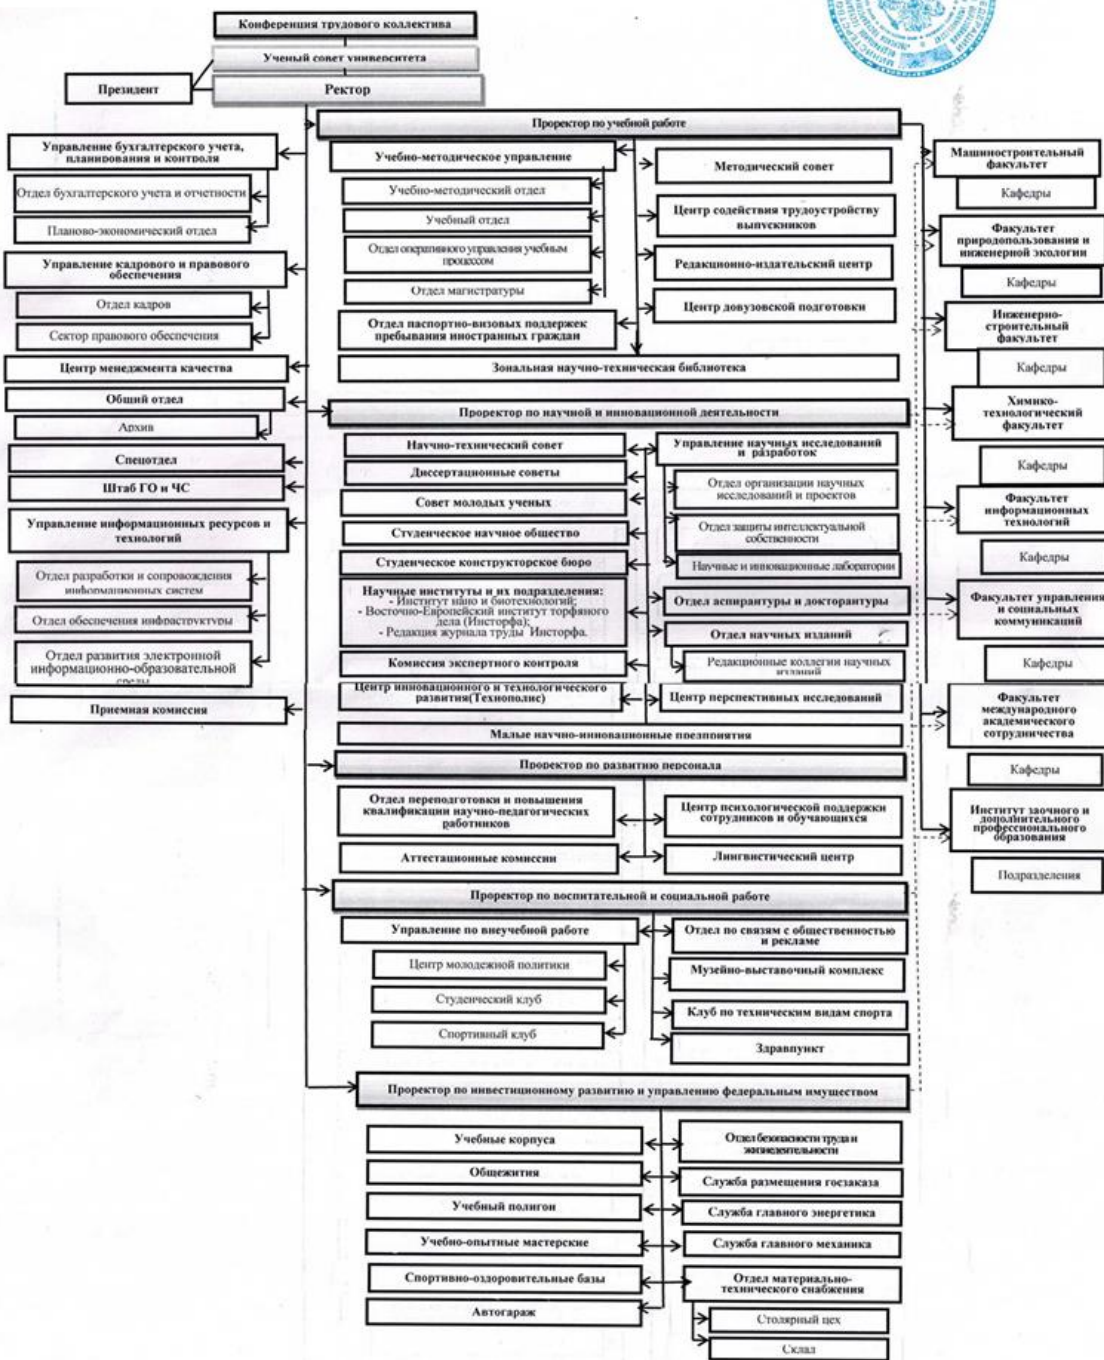 Конференция трудового коллектива
Ученый совет университета
Президент
Ректор
Проректор по учебной работе
Управление бухгалтерского учета,
планирования и контроля
Отдел бухгалтерского учета и отчетности
Планово-экономический отдел
Управление кадрового и правового
обеспечения
Отдел кадров
Сектор правового обеспечения
Центр менеджмента качества
Общий отдел
Архив
Спецотдел
Штаб ГО и ЧС
Управление информационных ресурсов и
технологий
Отдел разработки и сопровождения
информационных систем
Отдел обеспечения инфраструктуры
Отдел развития электронной
информационно-образовательной
среды
Приемная комиссия
Учебно-методическое управление
Учебно-методический отдел
Учебный отдел
Отдел оперативного управления учебным
процессом
Отдел магистратуры
Отдел паспортно-визовых поддержек
пребывания иностранных граждан
Методический совет
Центр содействия трудоустройству
выпускников
Редакционно-издательский центр
Центр довузовской подготовки
Зональная научно-техническая библиотека
Проректор по научной и инновационной деятельности
Научно-технический совет
Диссертационные советы
Совет молодых ученых
Студенческое научное общество
Студенческое конструкторское бюро
Научные институты и их подразделения:
- Институт нано и биотехнологий;
- Восточно-Европейский институт торфяного
дела (Инсторфа);
- Редакция журнала труды Инсторфа.
Комиссия экспертного контроля
Центр инновационного и технологического
развития(Технополис)
Управление научных исследований
и разработок
Отдел организации научных
исследований и проектов
Отдел защиты интеллектуальной
собственности
Научные и инновационные лаборатории
Отдел аспирантуры и докторантуры
Отдел научных изданий
Редакционные коллегии научных
изданий
Центр перспективных исследований
Малые научно-инновационные предприятия
Проректор по развитию персонала
Отдел переподготовки и повышения
квалификации научно-педагогических
работников
Аттестационные комиссии
Центр психологической поддержки
сотрудников и обучающихся
Лингвистический центр
Проректор по воспитательной и социальной работе
Управление по внеучебной работе
Центр молодежной политики
Студенческий клуб
Спортивный клуб
Отдел по связям с общественностью
и рекламе
Музейно-выставочный комплекс
Клуб по техническим видам спорта
Здравпункт
Проректор по инвестиционному развитию и управлению федеральным имуществом
Учебные корпуса
Общежития
Учебный полигон
Учебно-опытные мастерские
Спортивно-оздоровительные базы
Автогараж
Отдел безопасности труда и
жизнедеятельности
Служба размещения госзаказа
Служба главного энергетика
Служба главного механика
Отдел материально-
технического снабжения
Столярный цех
Склад
Машиностроительный
факультет
Кафедры
Факультет
природопользования и
инженерной экологии
Кафедры
Инженерно-
строительный
факультет
Кафедры
Химико-
технологический
факультет
Кафедры
Факультет
информационных
технологий
Кафедры
Факультет управления
и социальных
коммуникаций
Кафедры
Факультет
международного
академического
сотрудничества
Кафедры
Институт заочного и
дополнительного
профессионального
образования
Подразделения